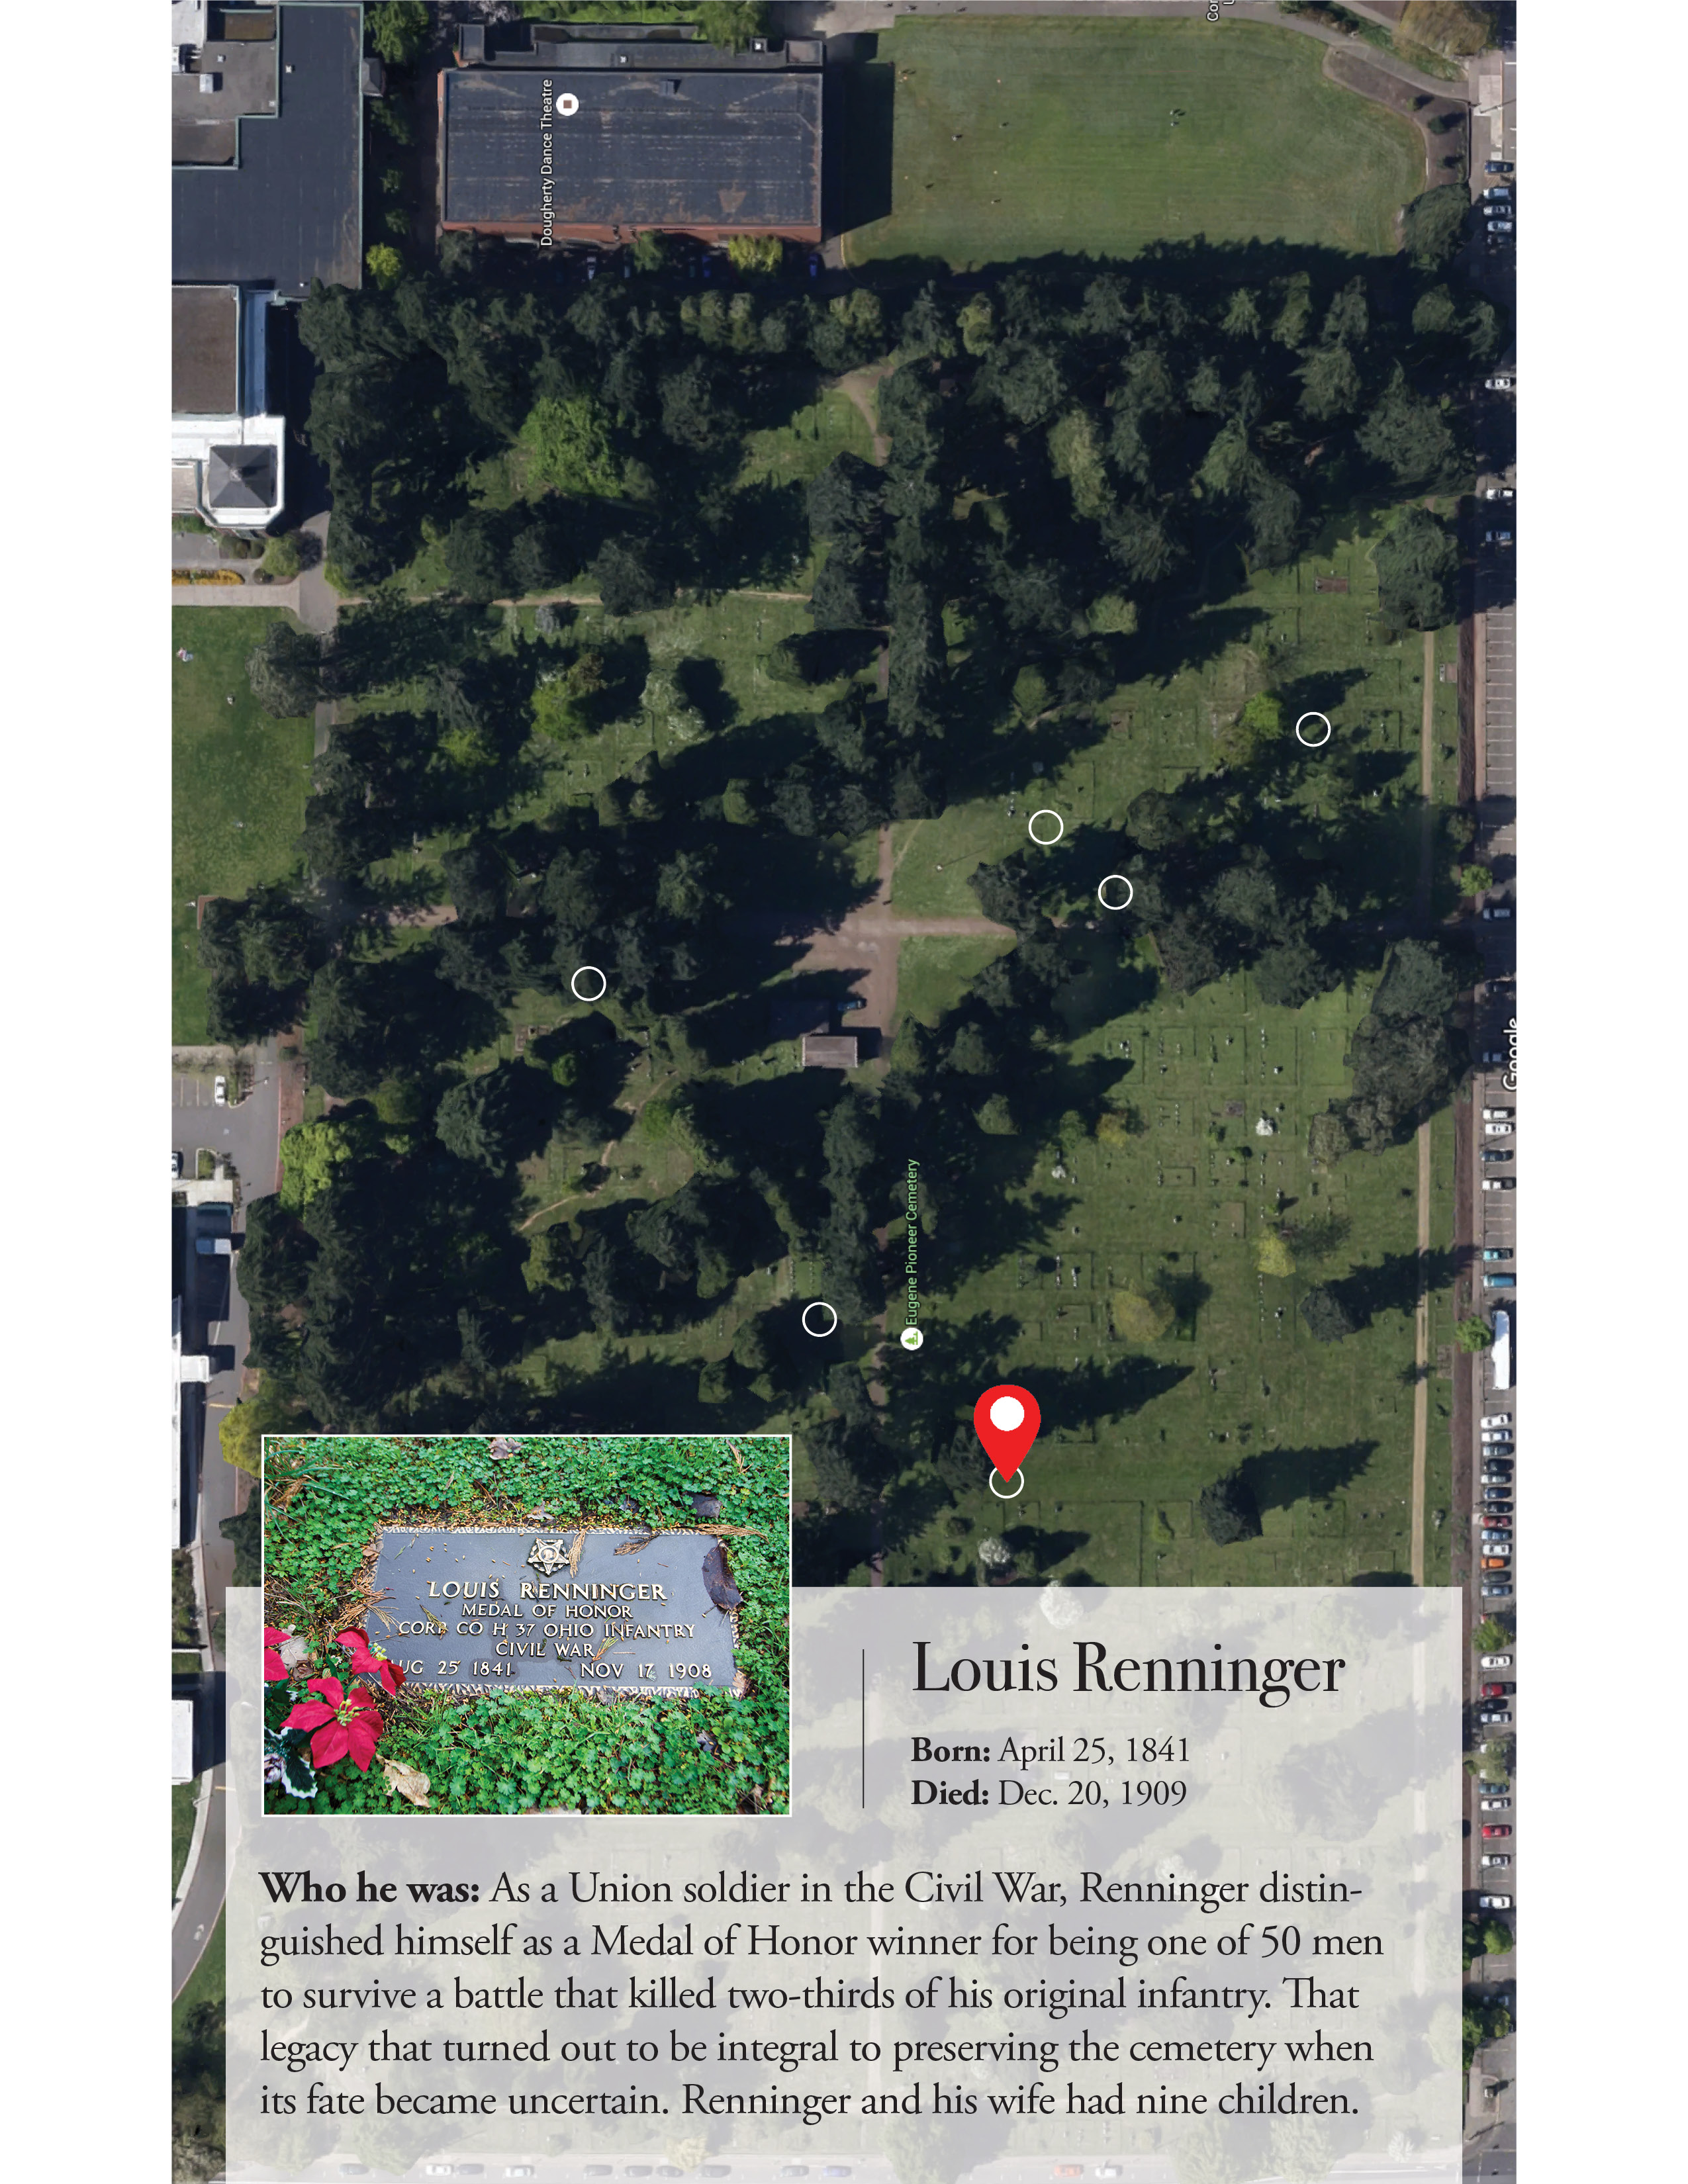 Dougherty Dance Theatre
Google
Eugene Pioneer Cemetery
LOUIS RENNINGER
MEDAL OF HONOR
CORP CO H 37 OHIO INFANTRY
CIVIL WAR
UG 25 1841 NOV 17 1908
Louis Renninger
Born: April 25, 1841
Died: Dec. 20, 1909
Who he was: As a Union soldier in the Civil War, Renninger distin-
guished himself as a Medal of Honor winner for being one of 50 men
to survive a battle that killed two-thirds of his original infantry. That
legacy that turned out to be integral to preserving the cemetery when
its fate became uncertain. Renninger and his wife had nine children.